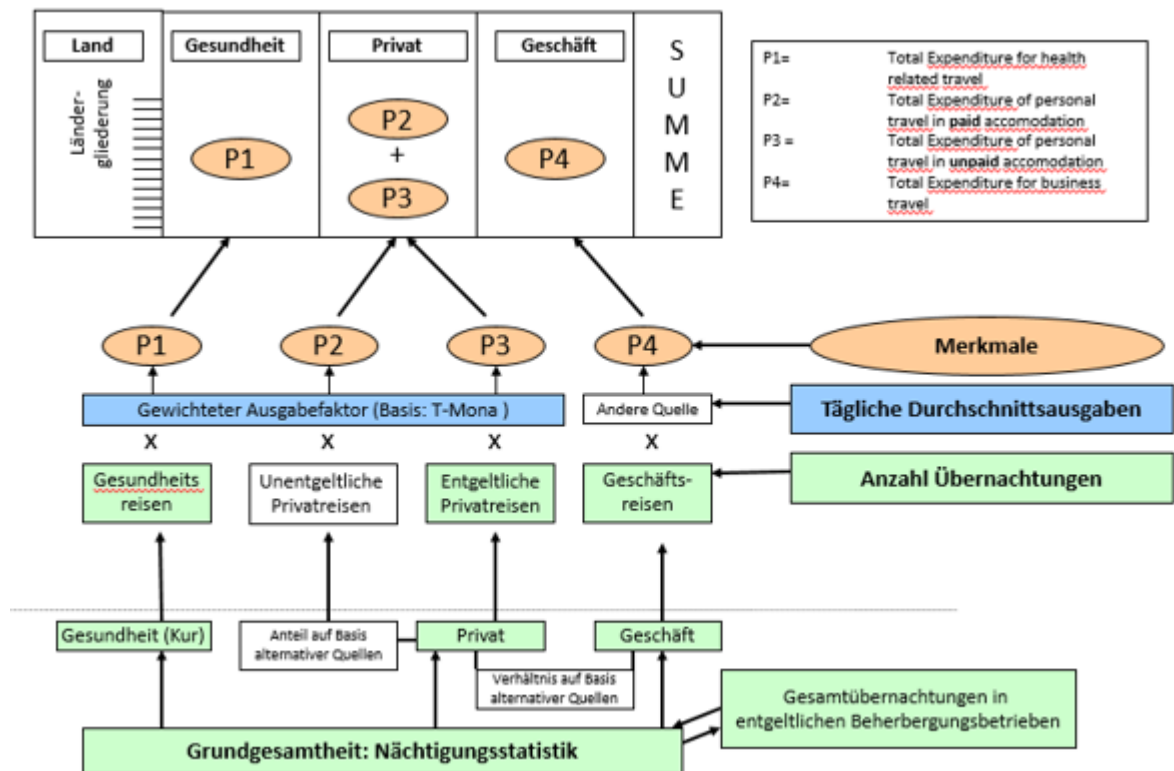 Land
Gesundheit
Privat
Geschäft
S
U
M
M
E
Länder-
gliederung
P1
P2
+
P3
P4
P1= Total Expenditure for health
related travel
P2= Total Expenditure of personal
travel in paid accomodation
P3 = Total Expenditure of personal
travel in unpaid accomodation
P4= Total Expenditure for business
travel
P1
P2
P3
P4
Merkmale
Gewichteter Ausgabefaktor (Basis: T-Mona )
Andere Quelle
Tägliche Durchschnittsausgaben
x
x
x
x
Gesundheits
reisen
Unentgeltliche
Privatreisen
Entgeltliche
Privatreisen
Geschäfts-
reisen
Anzahl Übernachtungen
Gesundheit (Kur)
Anteil auf Basis
alternativer Quellen
Privat
Geschäft
Verhältnis auf Basis
alternativer Quellen
Gesamtübernachtungen in
entgeltlichen Beherbergungsbetrieben
Grundgesamtheit: Nächtigungsstatistik